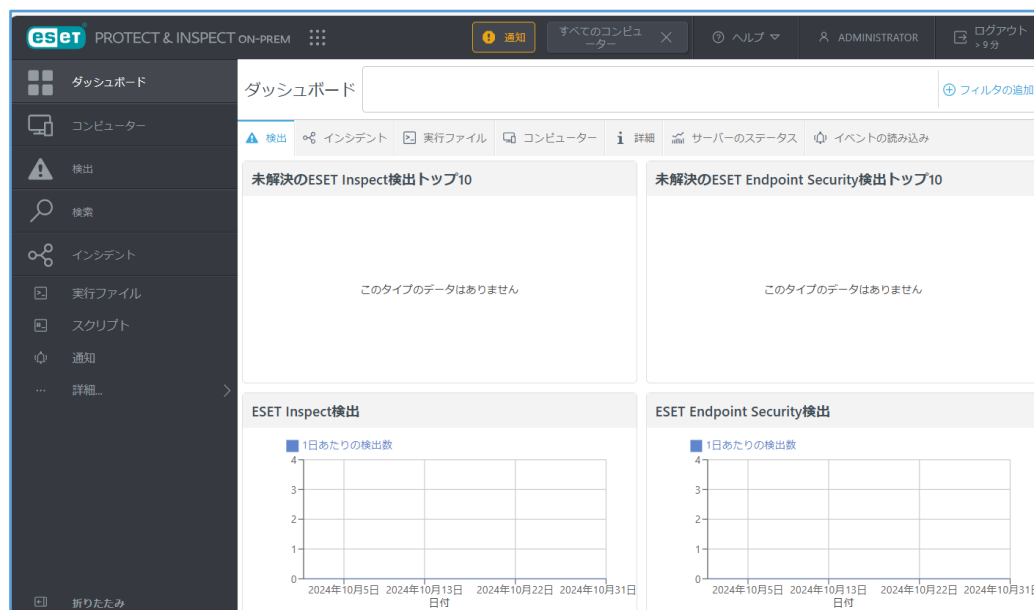 eseT PROTECT & INSPECT ON-PREM
通知
すべてのコンピュ
ーター
ヘルプ
ADMINISTRATOR
ログアウト
> 9 分
ダッシュボード
コンピューター
検出
検索
インシデント
実行ファイル
スクリプト
通知
詳細...
折りたたみ
ダッシュボード
フィルタの追加
検出 インシデント 実行ファイル コンピューター 詳細 サーバーのステータス イベントの読み込み
未解決のESET Inspect検出トップ10
このタイプのデータはありません
未解決のESET Endpoint Security検出トップ10
このタイプのデータはありません
ESET Inspect検出
1日あたりの検出数
4
3
2
1
0
2024年10月5日 2024年10月13日 2024年10月22日 2024年10月31日
日付
ESET Endpoint Security検出
1日あたりの検出数
4
3
2
1
0
2024年10月5日 2024年10月13日 2024年10月22日 2024年10月31日
日付